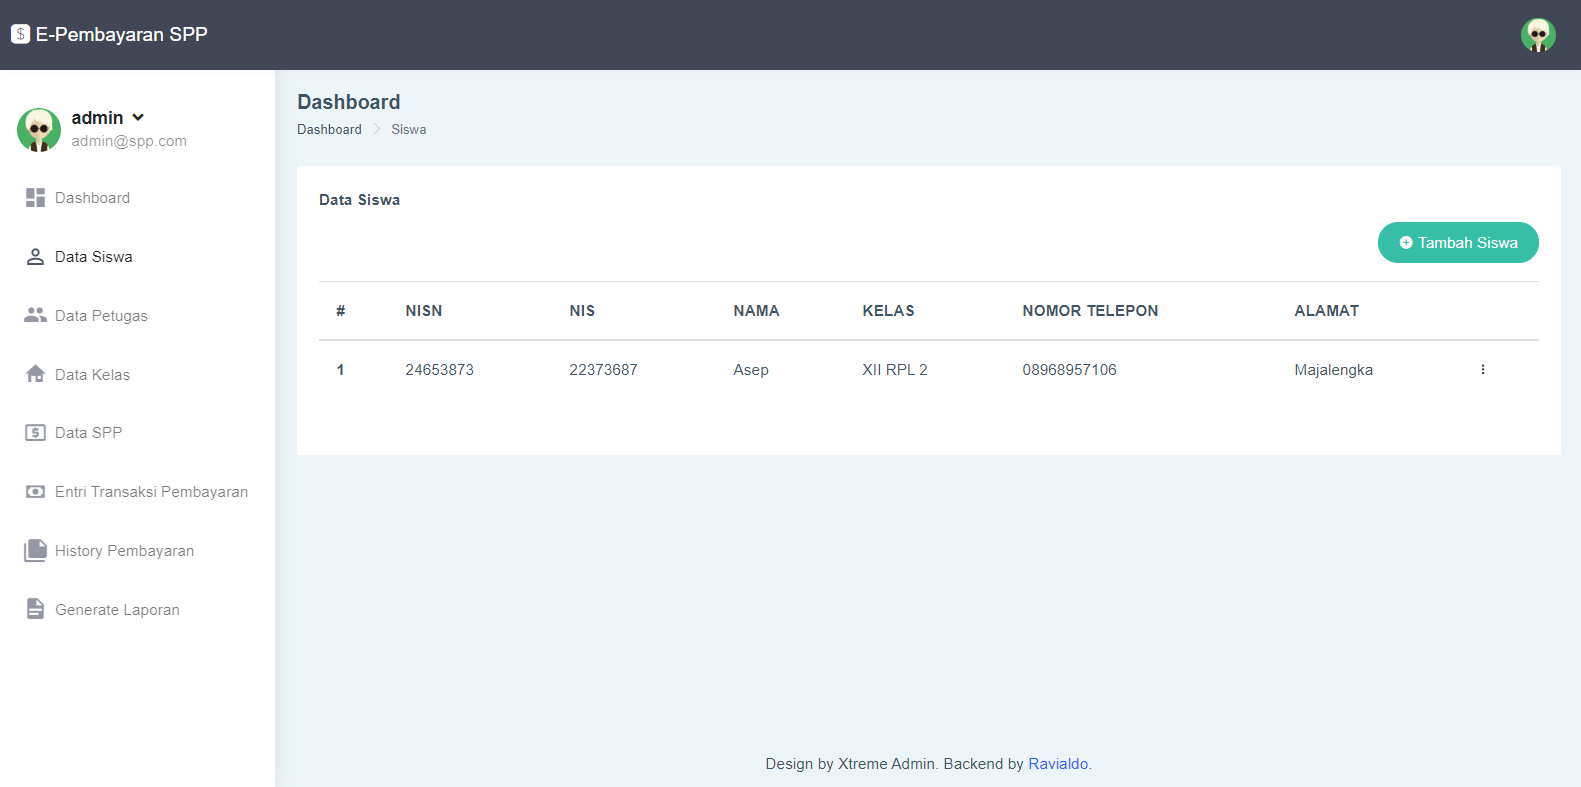 E-Pembayaran SPP
admin
admin@spp.com
Dashboard
Data Siswa
Data Petugas
Data Kelas
Data SPP
Entri Transaksi Pembayaran
History Pembayaran
Generate Laporan
Dashboard
Dashboard Siswa
Data Siswa
Tambah Siswa
# NISN NIS NAMA KELAS NOMOR TELEPON ALAMAT
1 24653873 22373687 Asep XII RPL 2 08968957106 Majalengka
Design by Xtreme Admin. Backend by Ravialdo.